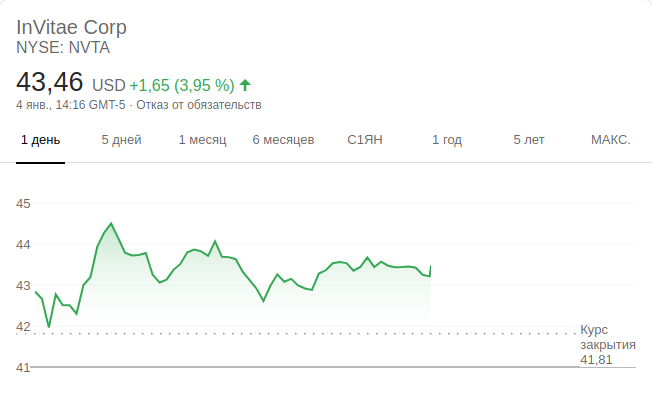 InVitae Corp
NYSE: NVTA
43,46 USD +1,65 (3,95 %)
4 янв., 14:16 GMT-5 · Отказ от обязательств
1 день 5 дней 1 месяц 6 месяцев С1ЯН 1 год 5 лет МАКС.
45
44
43
42
Курс
закрытия
41,81
41